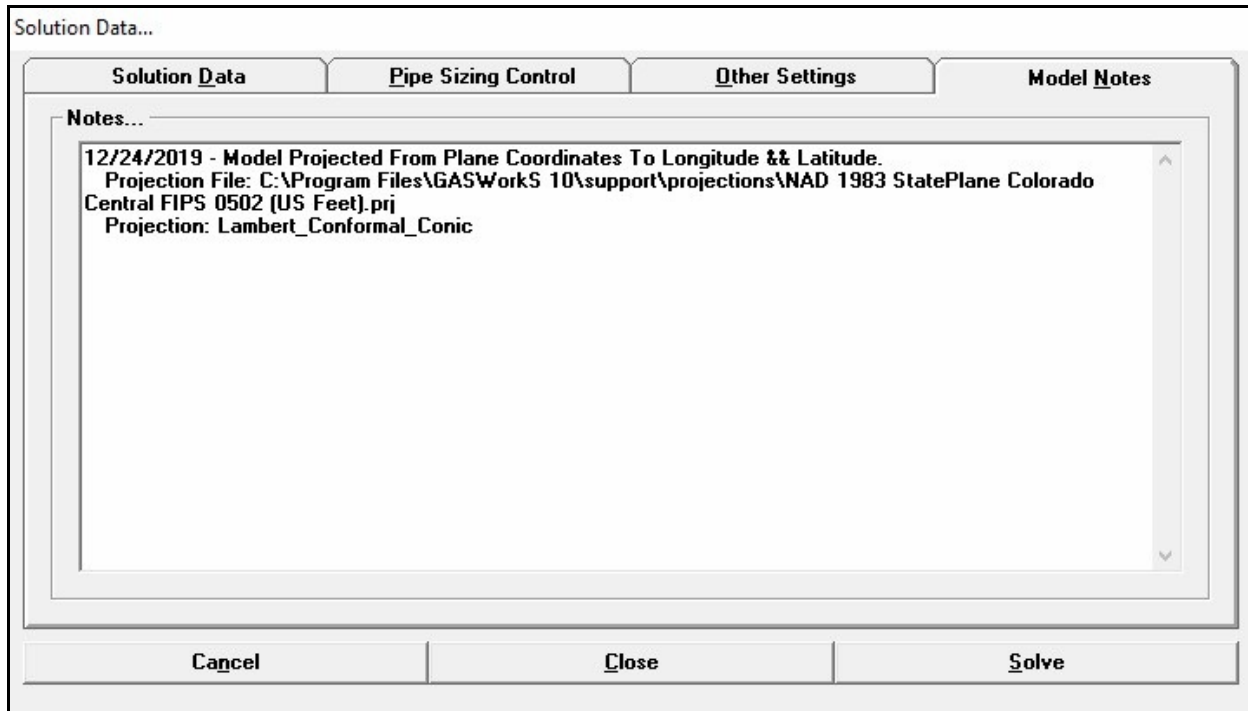 Solution Data...
Solution Data
Pipe Sizing Control
Other Settings
Model Notes
Notes...
12/24/2019 - Model Projected From Plane Coordinates To Longitude && Latitude.
Projection File: C:\Program Files\GASWorkS 10\support\projections\NAD 1983 StatePlane Colorado
Central FIPS 0502 (US Feet).prj
Projection: Lambert_Conformal_Conic
Cancel
Close
Solve